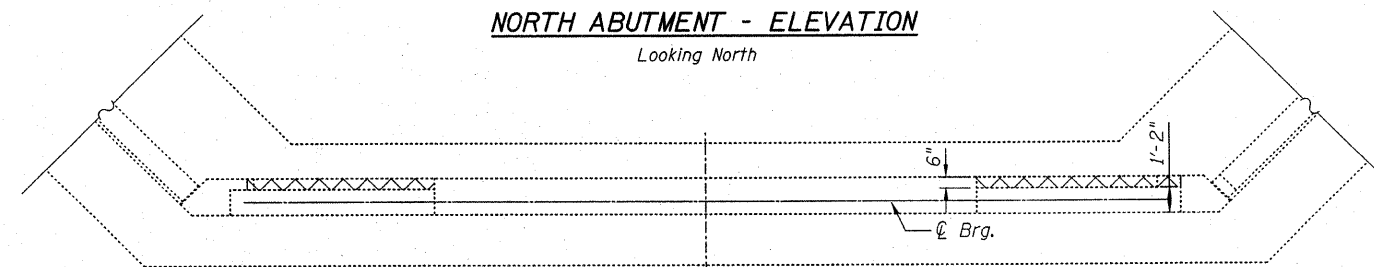 NORTH ABUTMENT - ELEVATION
Looking North
6"
1'-2"
℄ Brg.